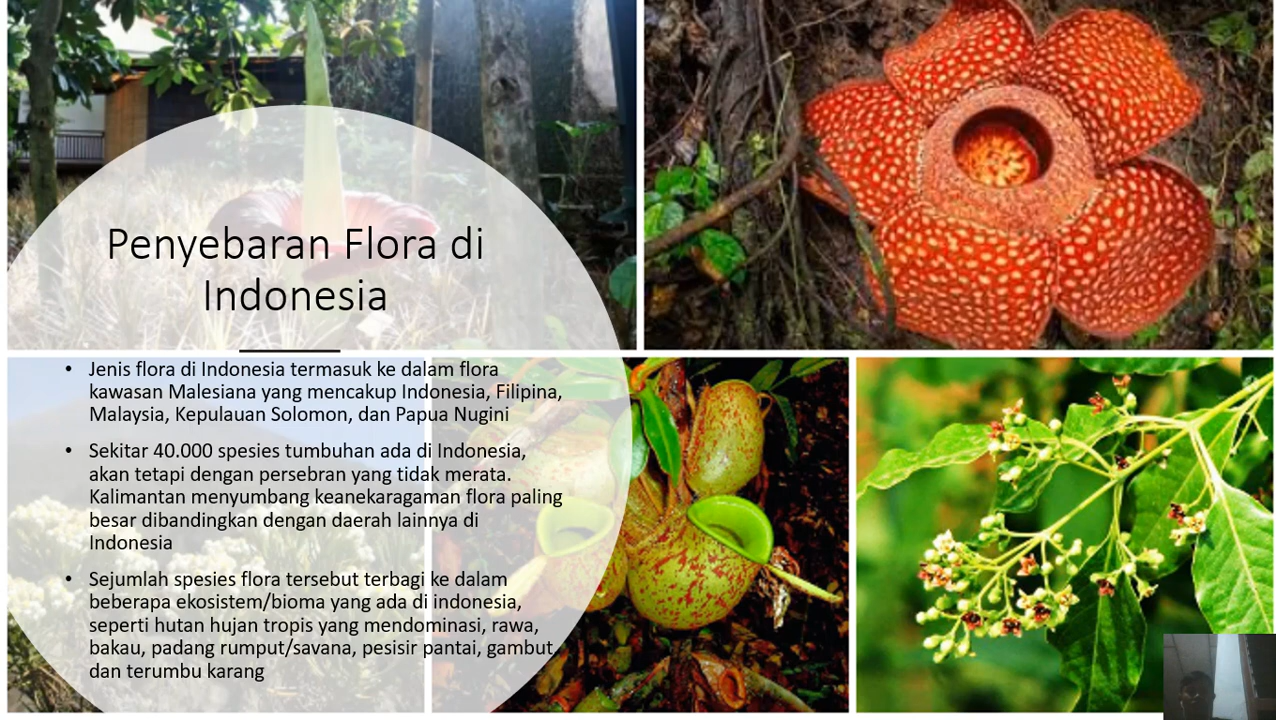 Penyebaran Flora di
Indonesia
• Jenis flora di Indonesia termasuk ke dalam flora
kawasan Malesiana yang mencakup Indonesia, Filipina,
Malaysia, Kepulauan Solomon, dan Papua Nugini
• Sekitar 40.000 spesies tumbuhan ada di Indonesia,
akan tetapi dengan persebran yang tidak merata.
Kalimantan menyumbang keanekaragaman flora paling
besar dibandingkan dengan daerah lainnya di
Indonesia
• Sejumlah spesies flora tersebut terbagi ke dalam
beberapa ekosistem/bioma yang ada di indonesia,
seperti hutan hujan tropis yang mendominasi, rawa,
bakau, padang rumput/savana, pesisir pantai, gambut,
dan terumbu karang